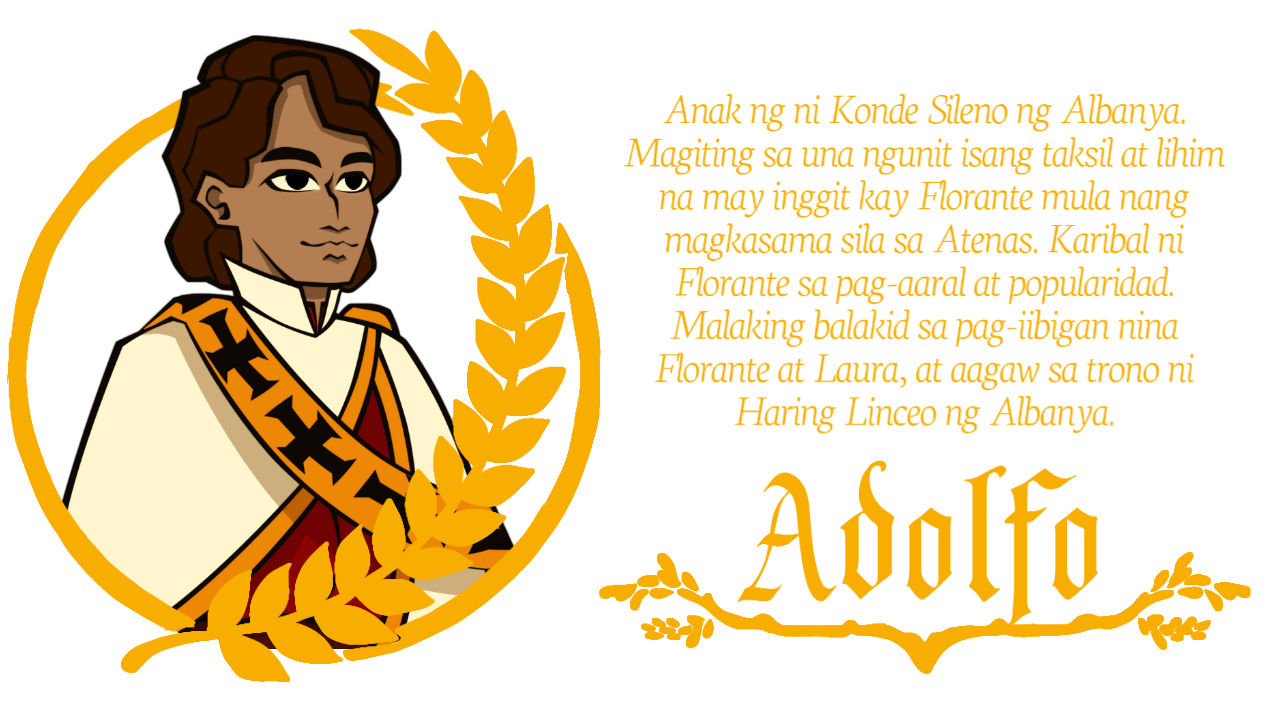 Anak ng ni Konde Sileno ng Albanya.
Magiting sa una ngunit isang taksil at lihim
na may inggit kay Florante mula nang
magkasama sila sa Atenas. Karibal ni
Florante sa pag-aaral at popularidad.
Malaking balakid sa pag-iibigan nina
Florante at Laura, at aagaw sa trono ni
Haring Linceo ng Albanya.
Adolfo